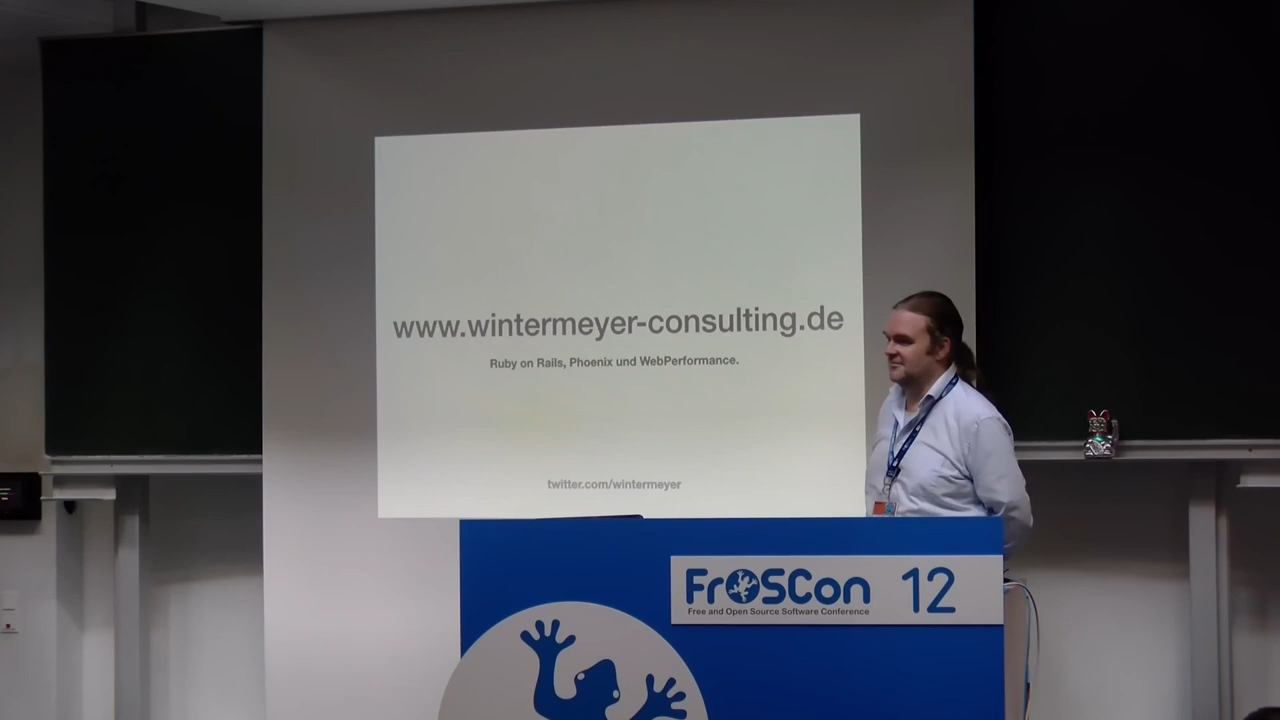 www.wintermeyer-consulting.de
Ruby on Rails, Phoenix und WebPerformance.
twitter.com/wintermeyer
FrOSCon 12
Free and Open Source Software Conference